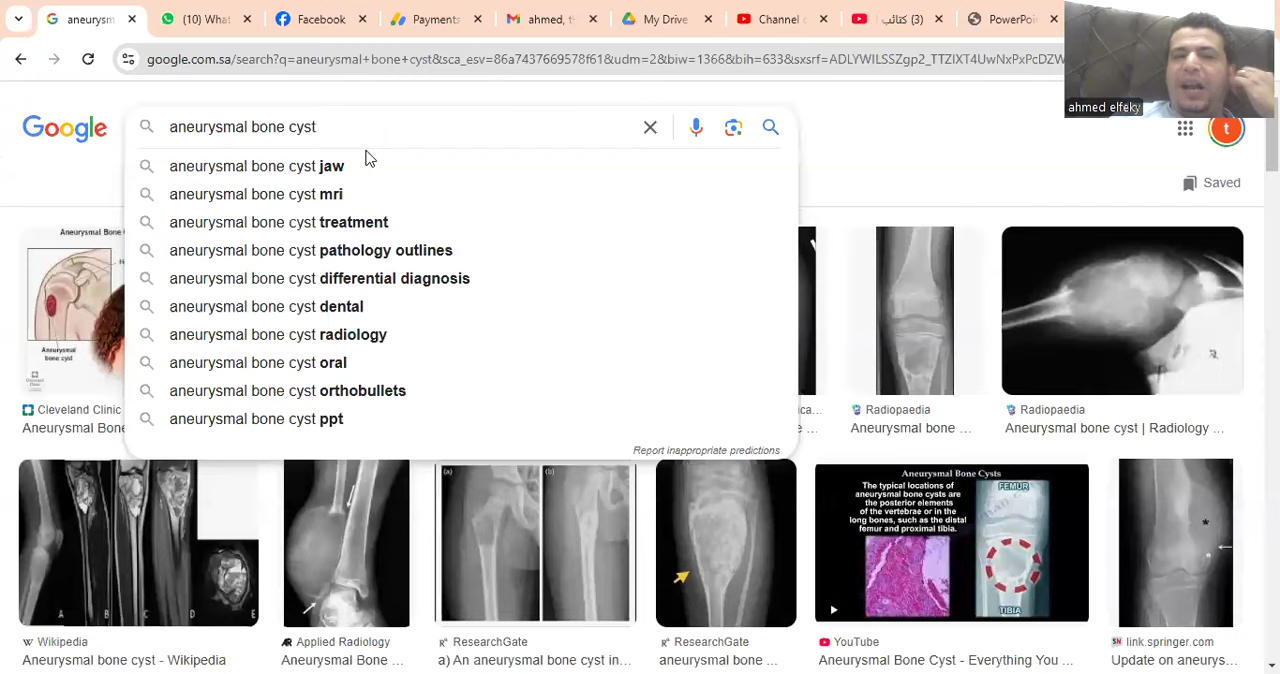 aneurysm
(10) What
Facebook
Payments
ahmed, t
My Drive
Channel
(3) كتائب
PowerPoi
google.com.sa/search?q=aneurysmal+bone+cyst&sca_esv=86a7437669578f61&udm=2&biw=1366&bih=633&sxsrf=ADLYWILSSZgp2_TTZIXT4UwNxPxPcDZW
ahmed elfeky
Google
aneurysmal bone cyst
t
Saved
aneurysmal bone cyst jaw
aneurysmal bone cyst mri
aneurysmal bone cyst treatment
aneurysmal bone cyst pathology outlines
aneurysmal bone cyst differential diagnosis
aneurysmal bone cyst dental
aneurysmal bone cyst radiology
aneurysmal bone cyst oral
aneurysmal bone cyst orthobullets
aneurysmal bone cyst ppt
Report inappropriate predictions
Aneurysmal Bone
Aneurysmal
bone cyst
Cleveland Clinic
Aneurysmal Bone
ca...
...
Radiopaedia
Aneurysmal bone ...
Radiopaedia
Aneurysmal bone cyst | Radiology ...
A B C D E
Wikipedia
Aneurysmal bone cyst - Wikipedia
Applied Radiology
Aneurysmal Bone ...
(a) (b)
ResearchGate
a) An aneurysmal bone cyst in...
ResearchGate
aneurysmal bone ...
Aneurysmal Bone Cysts
The typical locations of
aneurysmal bone cysts are
the posterior elements
of the vertebrae or in the
long bones, such as the distal
femur and proximal tibia.
FEMUR
TIBIA
YouTube
Aneurysmal Bone Cyst - Everything You ...
link.springer.com
Update on aneurys...